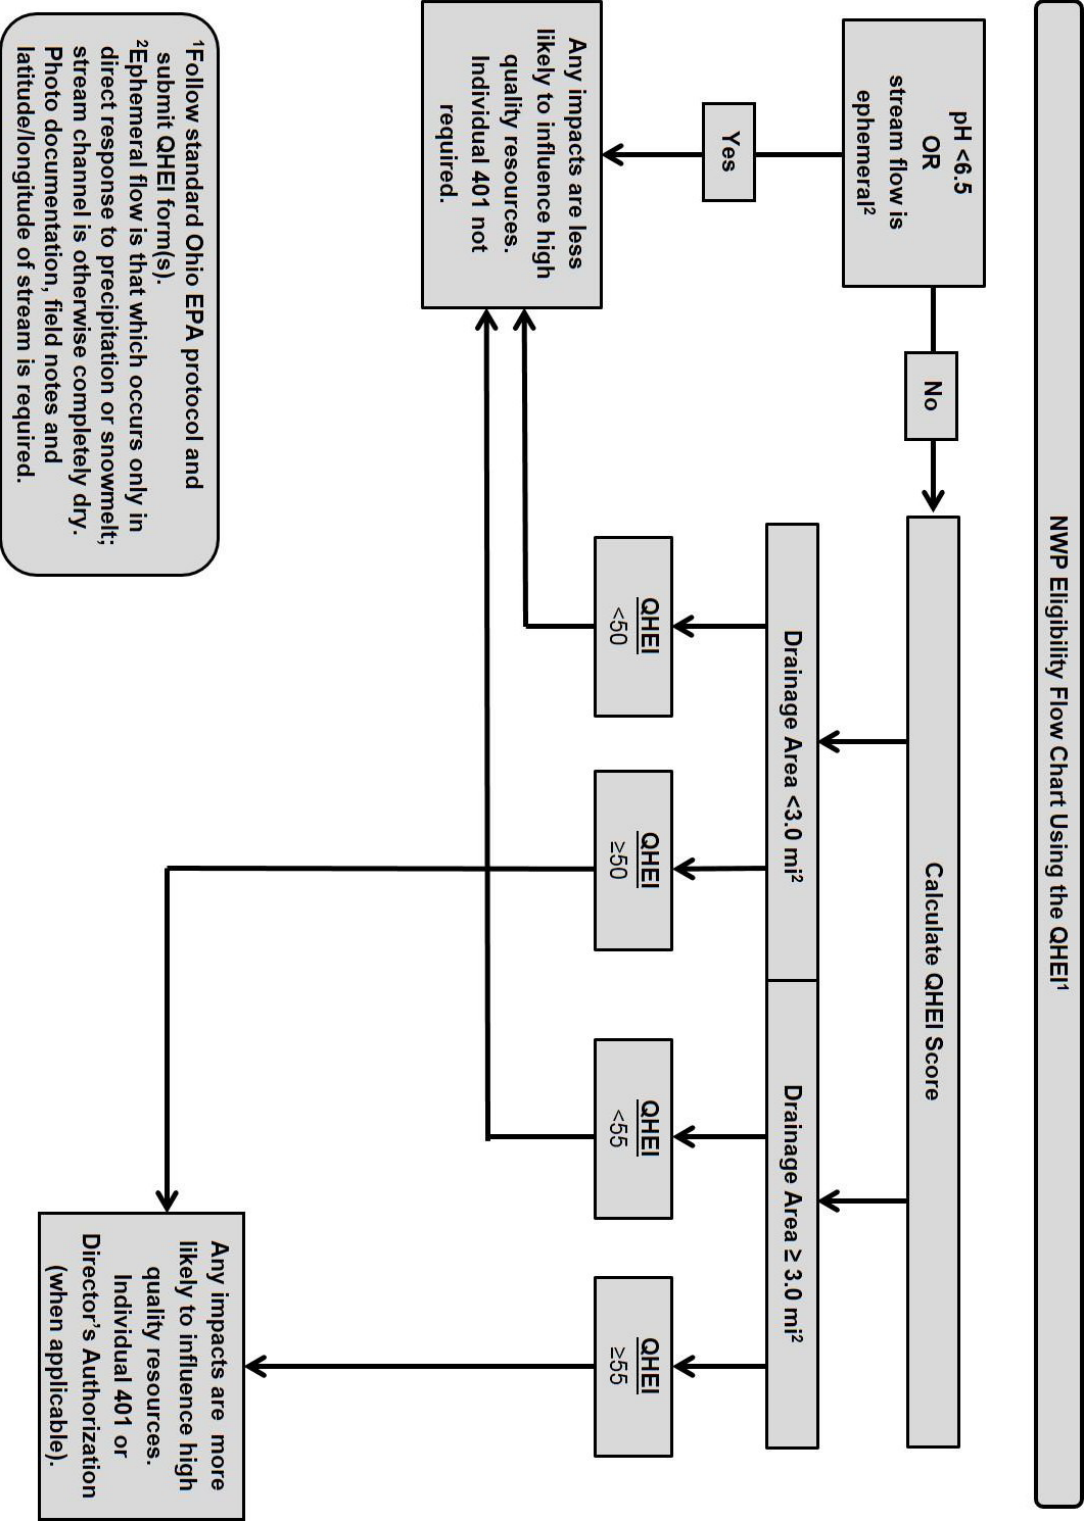 NWP Eligibility Flow Chart Using the QHEI¹
pH <6.5
OR
stream flow is
ephemeral²
No
Calculate QHEI Score
Yes
Drainage Area <3.0 mi²
Drainage Area ≥ 3.0 mi²
QHEI
<50
QHEI
≥50
QHEI
<55
QHEI
≥55
Any impacts are less
likely to influence high
quality resources.
Individual 401 not
required.
Any impacts are more
likely to influence high
quality resources.
Individual 401 or
Director’s Authorization
(when applicable).
¹Follow standard Ohio EPA protocol and
submit QHEI form(s).
²Ephemeral flow is that which occurs only in
direct response to precipitation or snowmelt;
stream channel is otherwise completely dry.
Photo documentation, field notes and
latitude/longitude of stream is required.